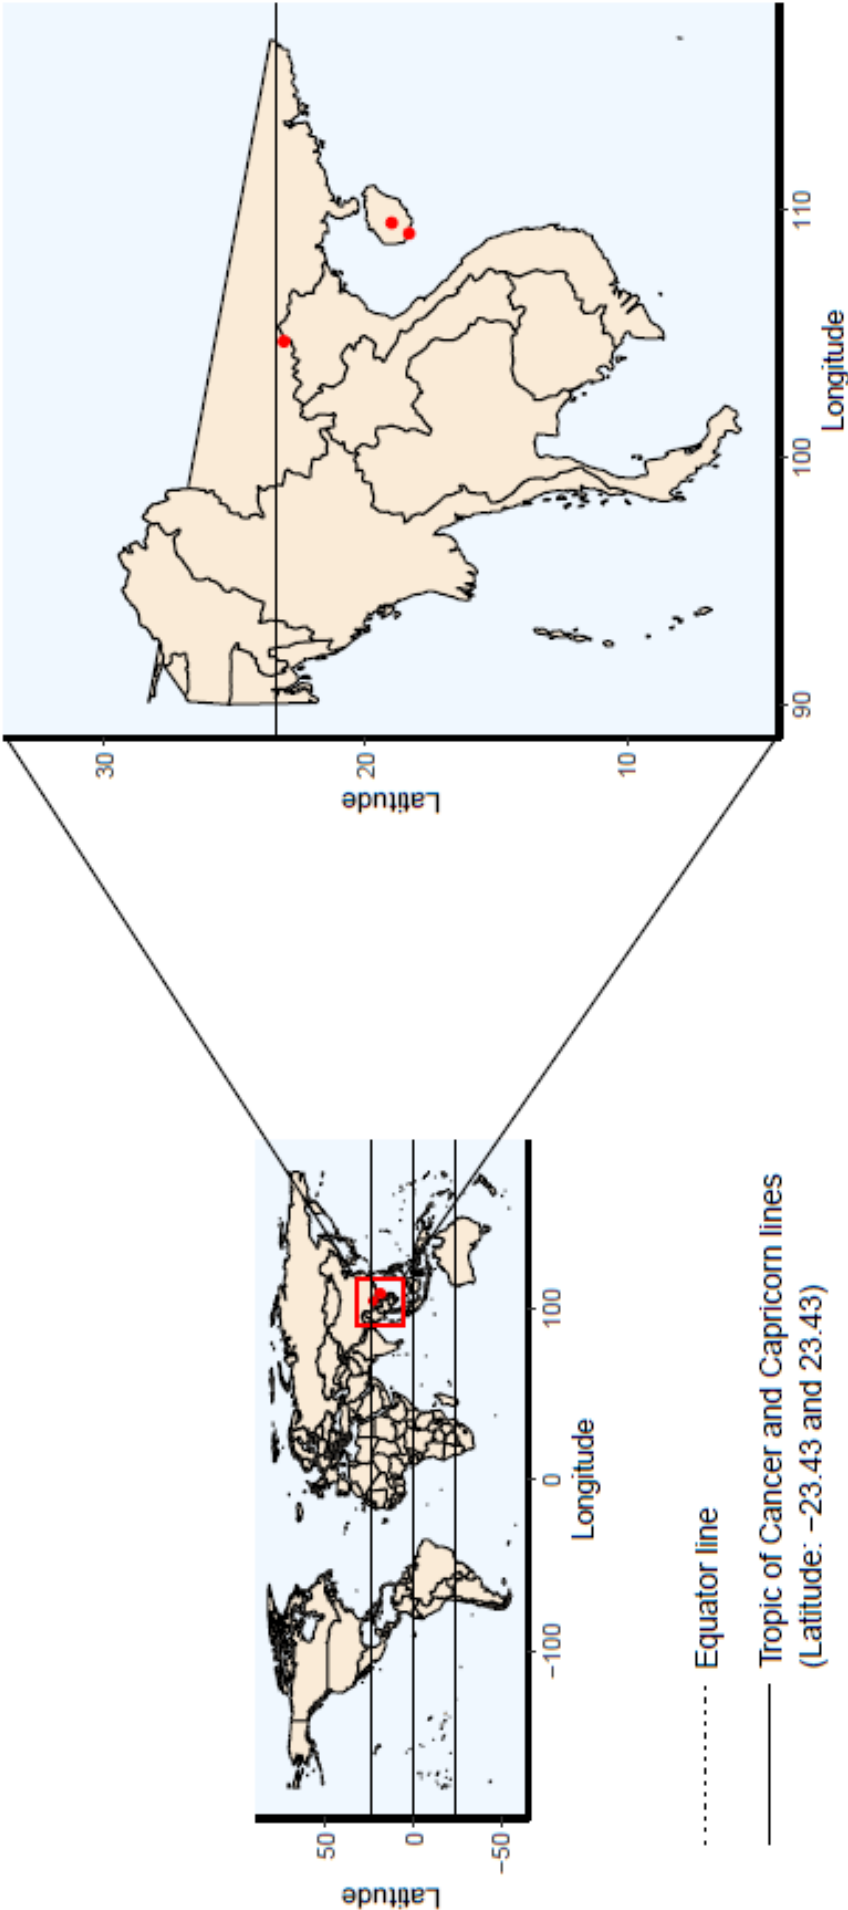 Latitude
50
0
−50
−100
0
100
Longitude
Equator line
Tropic of Cancer and Capricorn lines
(Latitude: −23.43 and 23.43)
Latitude
30
20
10
90
100
110
Longitude